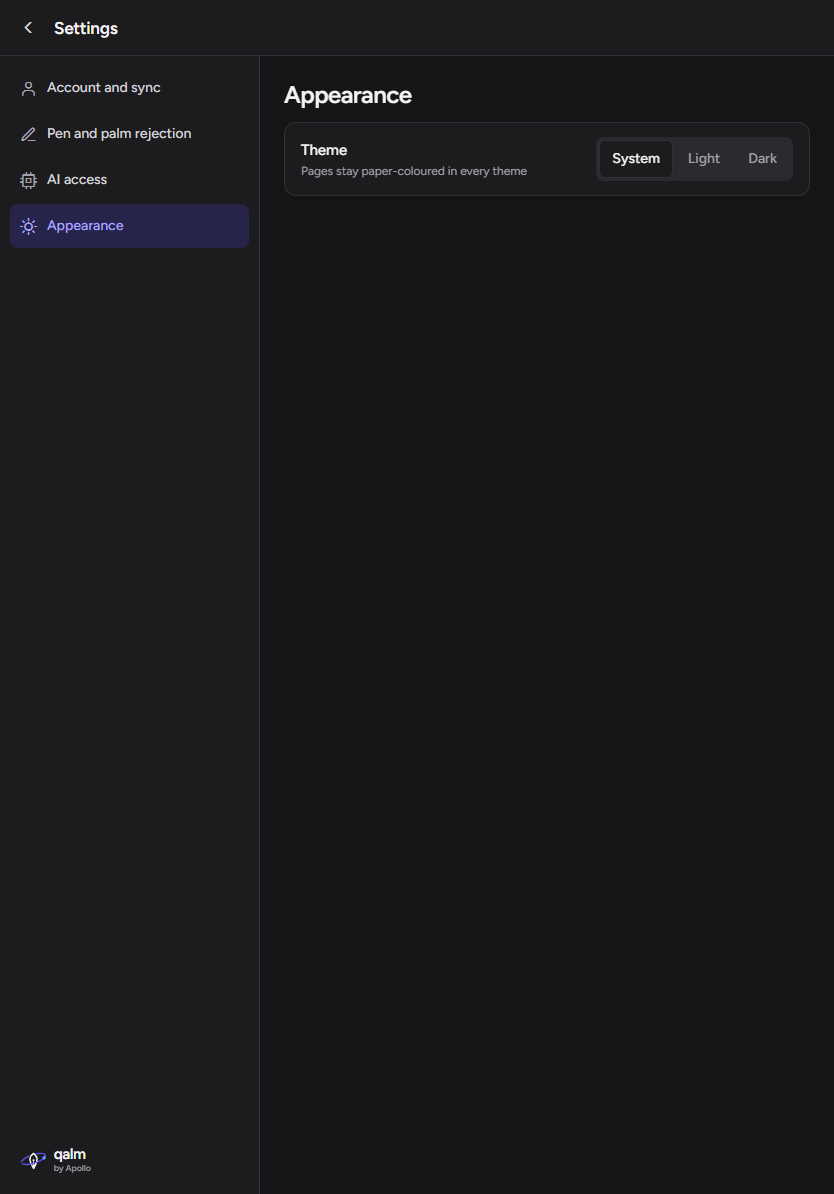 Settings
Account and sync
Pen and palm rejection
AI access
Appearance
Appearance
Theme
Pages stay paper-coloured in every theme
System Light Dark
qalm
by Apollo